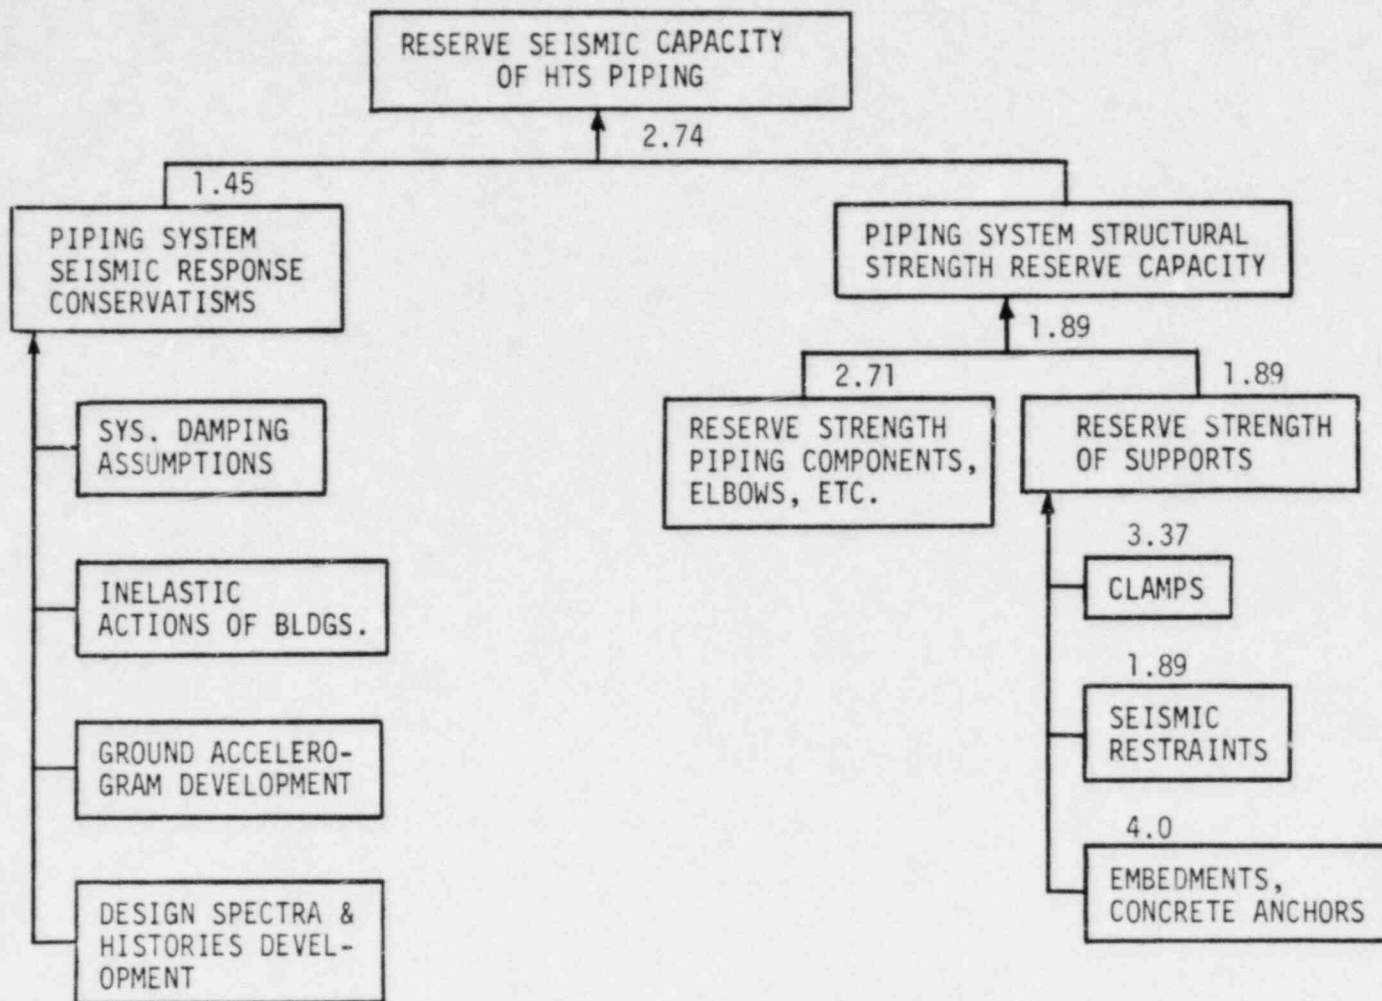 RESERVE SEISMIC CAPACITY
OF HTS PIPING
2.74
1.45
PIPING SYSTEM
SEISMIC RESPONSE
CONSERVATISMS
SYS. DAMPING
ASSUMPTIONS
INELASTIC
ACTIONS OF BLDGS.
GROUND ACCELERO-
GRAM DEVELOPMENT
DESIGN SPECTRA &
HISTORIES DEVEL-
OPMENT
PIPING SYSTEM STRUCTURAL
STRENGTH RESERVE CAPACITY
1.89
2.71
RESERVE STRENGTH
PIPING COMPONENTS,
ELBOWS, ETC.
1.89
RESERVE STRENGTH
OF SUPPORTS
3.37
CLAMPS
1.89
SEISMIC
RESTRAINTS
4.0
EMBEDMENTS,
CONCRETE ANCHORS